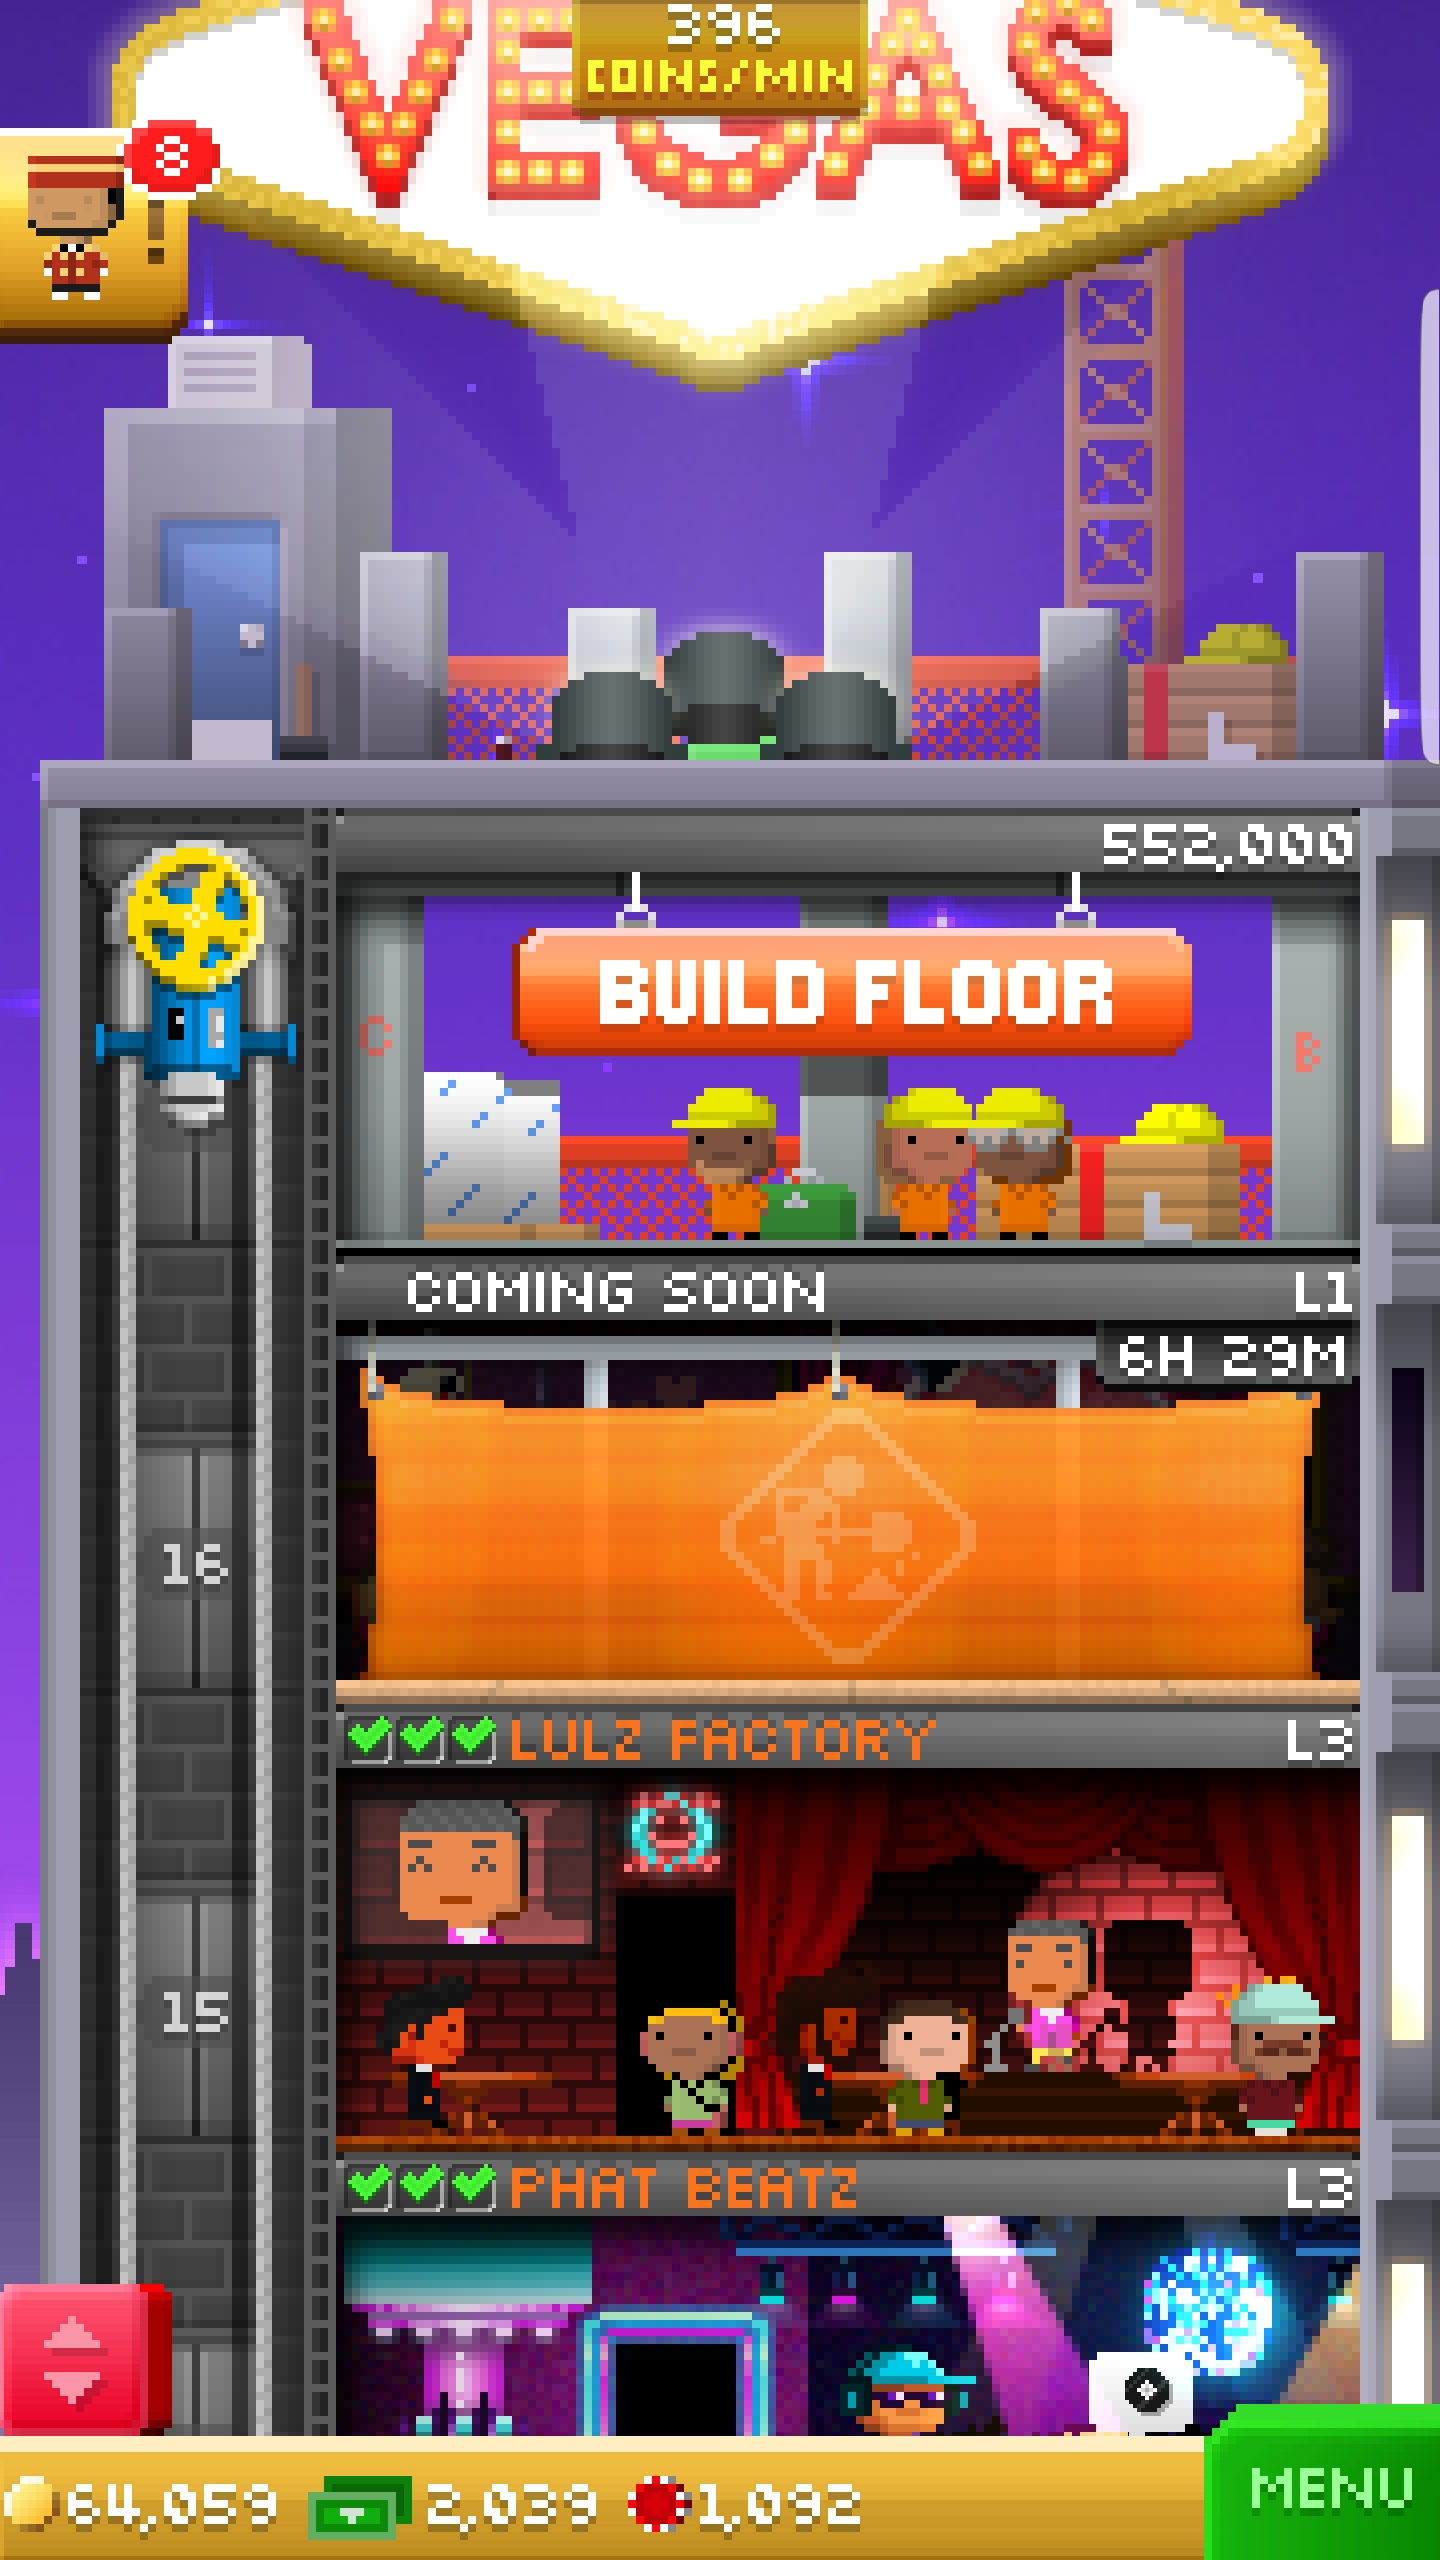 VEGAS
396
COINS/MIN
8
!
552,000
BUILD FLOOR
C
B
COMING SOON L1
6H 29M
16
LULZ FACTORY L3
15
PHAT BEATZ L3
64,059 2,039 1,092
MENU